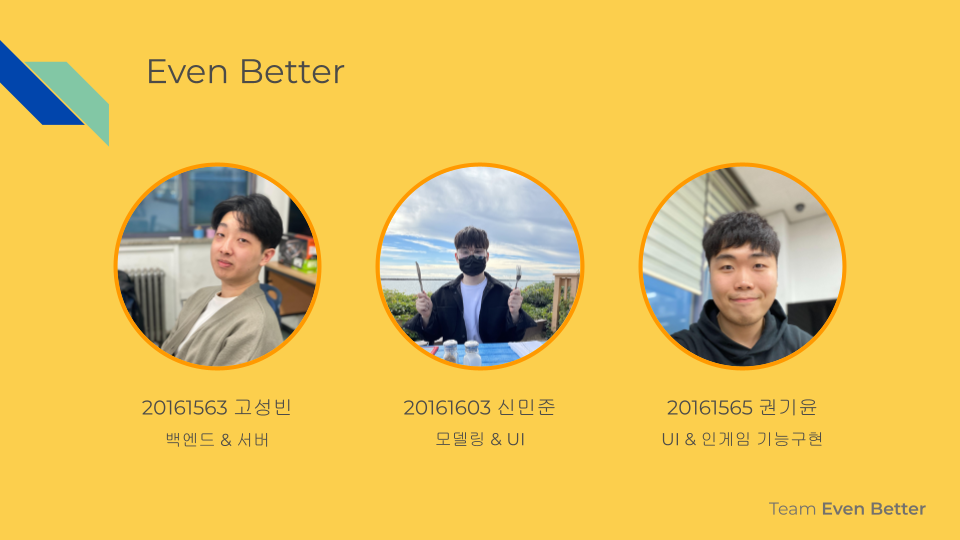 Even Better
20161563 고성빈
백엔드 & 서버
20161603 신민준
모델링 & UI
20161565 권기윤
UI & 인게임 기능구현
Team Even Better